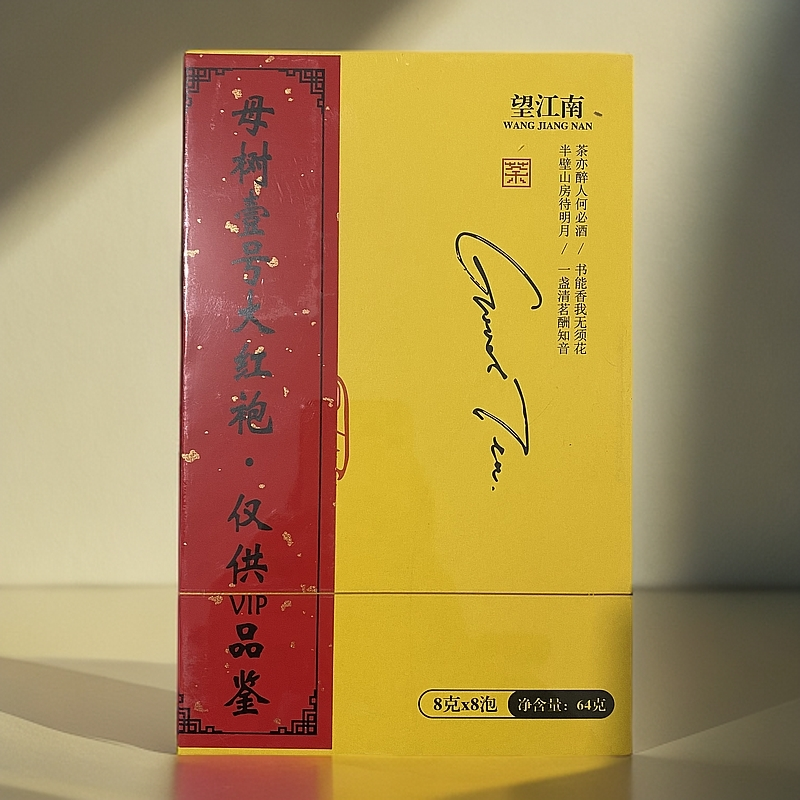 母树壹号大红袍·仅供VIP品鉴
望江南
WANG JIANG NAN
茶亦醉人何必酒 / 书能香我无须花
半壁山房待明月 / 一盏清茗酬知音
茶
8克x8泡
净含量：64克